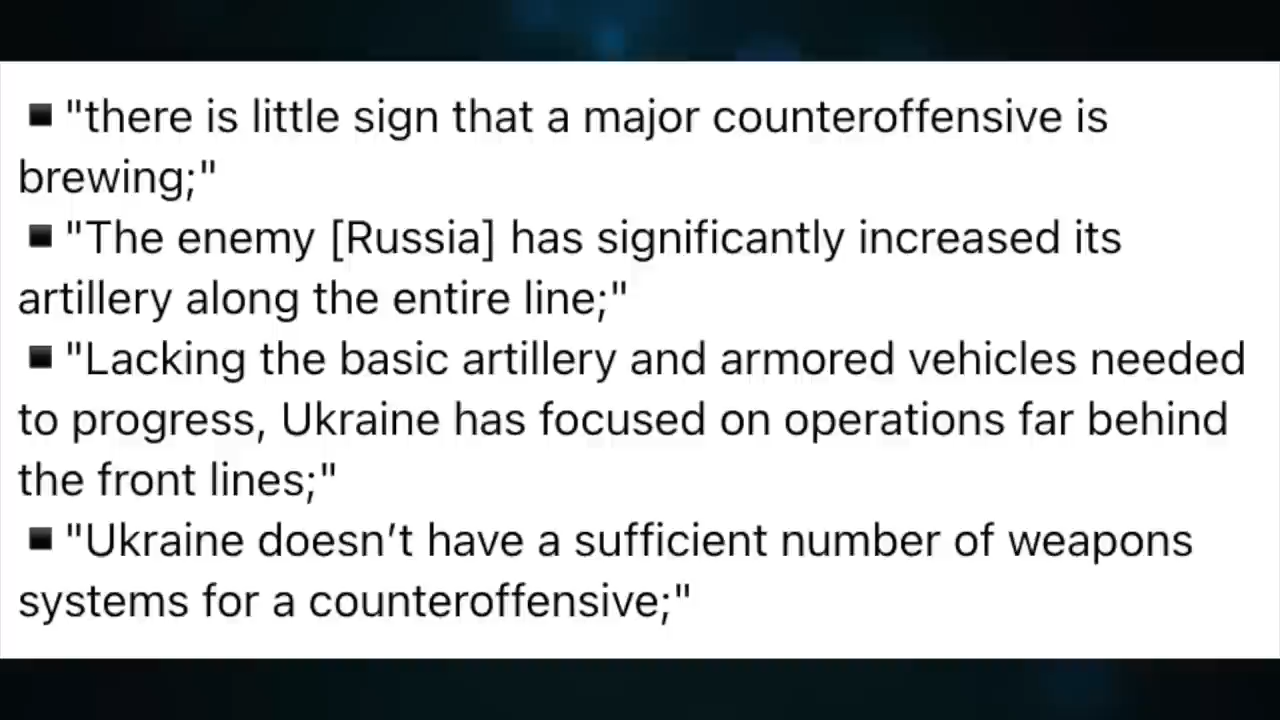 ▪"there is little sign that a major counteroffensive is
brewing;"
▪"The enemy [Russia] has significantly increased its
artillery along the entire line;"
▪"Lacking the basic artillery and armored vehicles needed
to progress, Ukraine has focused on operations far behind
the front lines;"
▪"Ukraine doesn’t have a sufficient number of weapons
systems for a counteroffensive;"